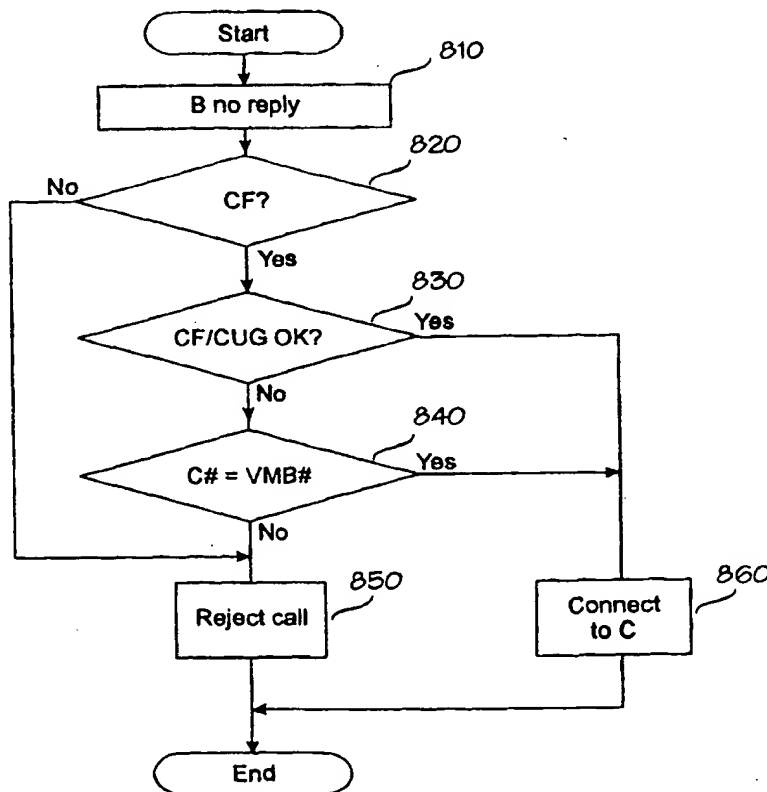 Start
810
B no reply
820
No
CF?
Yes
830
CF/CUG OK?
Yes
No
840
C# = VMB#
Yes
No
850
Reject call
860
Connect
to C
End